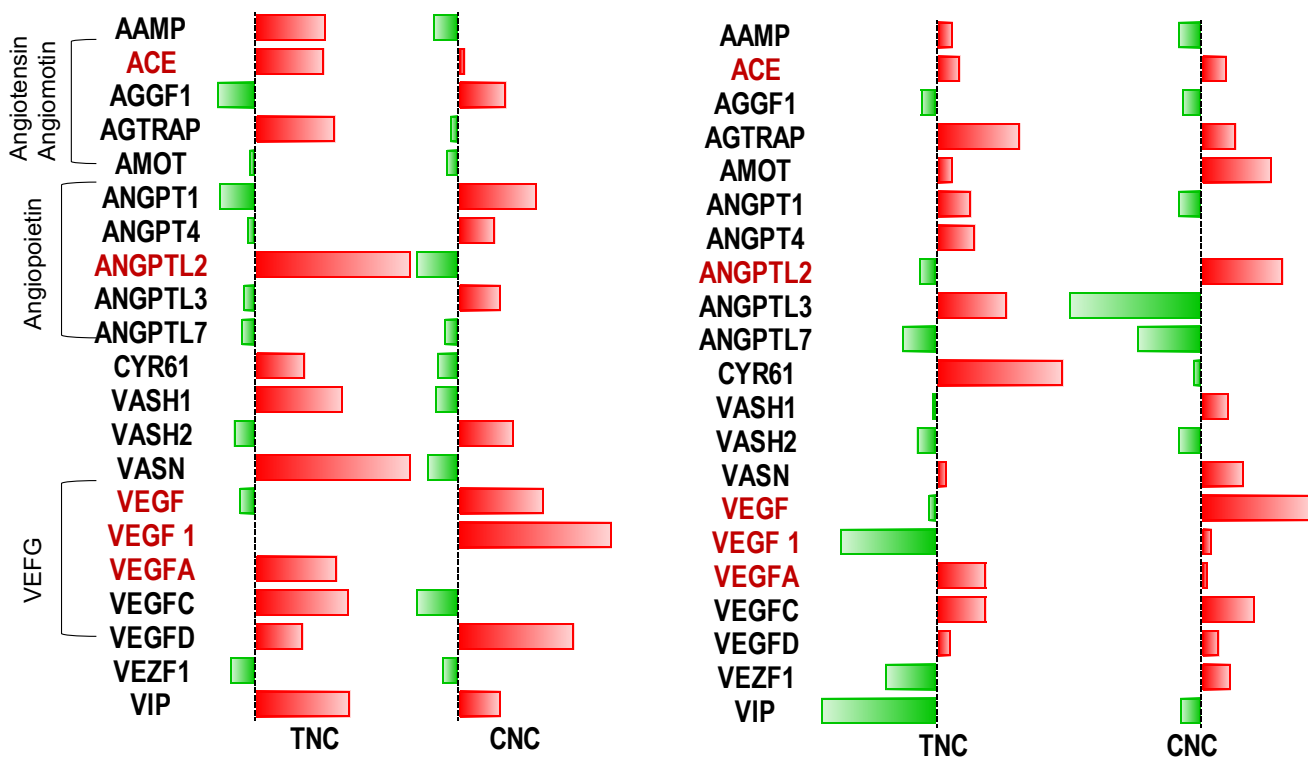 Angiotensin
Angiomotin
Angiopoietin
VEFG
AAMP
ACE
AGGF1
AGTRAP
AMOT
ANGPT1
ANGPT4
ANGPTL2
ANGPTL3
ANGPTL7
CYR61
VASH1
VASH2
VASN
VEGF
VEGF 1
VEGFA
VEGFC
VEGFD
VEZF1
VIP
TNC CNC
AAMP
ACE
AGGF1
AGTRAP
AMOT
ANGPT1
ANGPT4
ANGPTL2
ANGPTL3
ANGPTL7
CYR61
VASH1
VASH2
VASN
VEGF
VEGF 1
VEGFA
VEGFC
VEGFD
VEZF1
VIP
TNC CNC